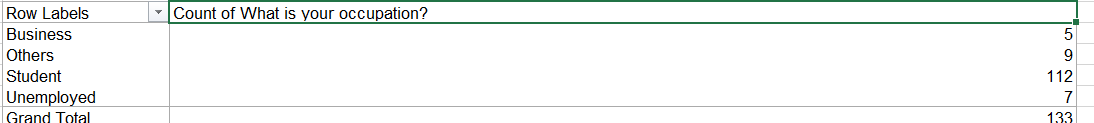 Row Labels Count of What is your occupation?
Business 5
Others 9
Student 112
Unemployed 7
Grand Total 133